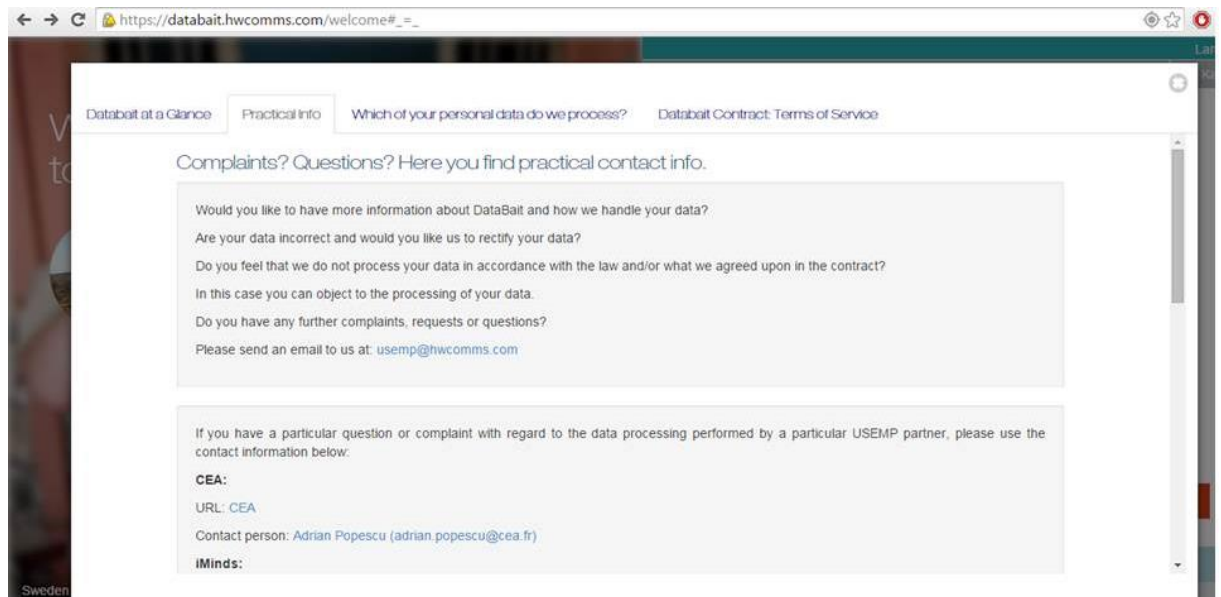 https://databait.hwcomms.com/welcome#_=_
Databait at a Glance
Practical Info
Which of your personal data do we process?
Databait Contract: Terms of Service
Complaints? Questions? Here you find practical contact info.
Would you like to have more information about DataBait and how we handle your data?
Are your data incorrect and would you like us to rectify your data?
Do you feel that we do not process your data in accordance with the law and/or what we agreed upon in the contract?
In this case you can object to the processing of your data.
Do you have any further complaints, requests or questions?
Please send an email to us at: usemp@hwcomms.com
If you have a particular question or complaint with regard to the data processing performed by a particular USEMP partner, please use the
contact information below:
CEA:
URL: CEA
Contact person: Adrian Popescu (adrian.popescu@cea.fr)
iMinds:
Sweden